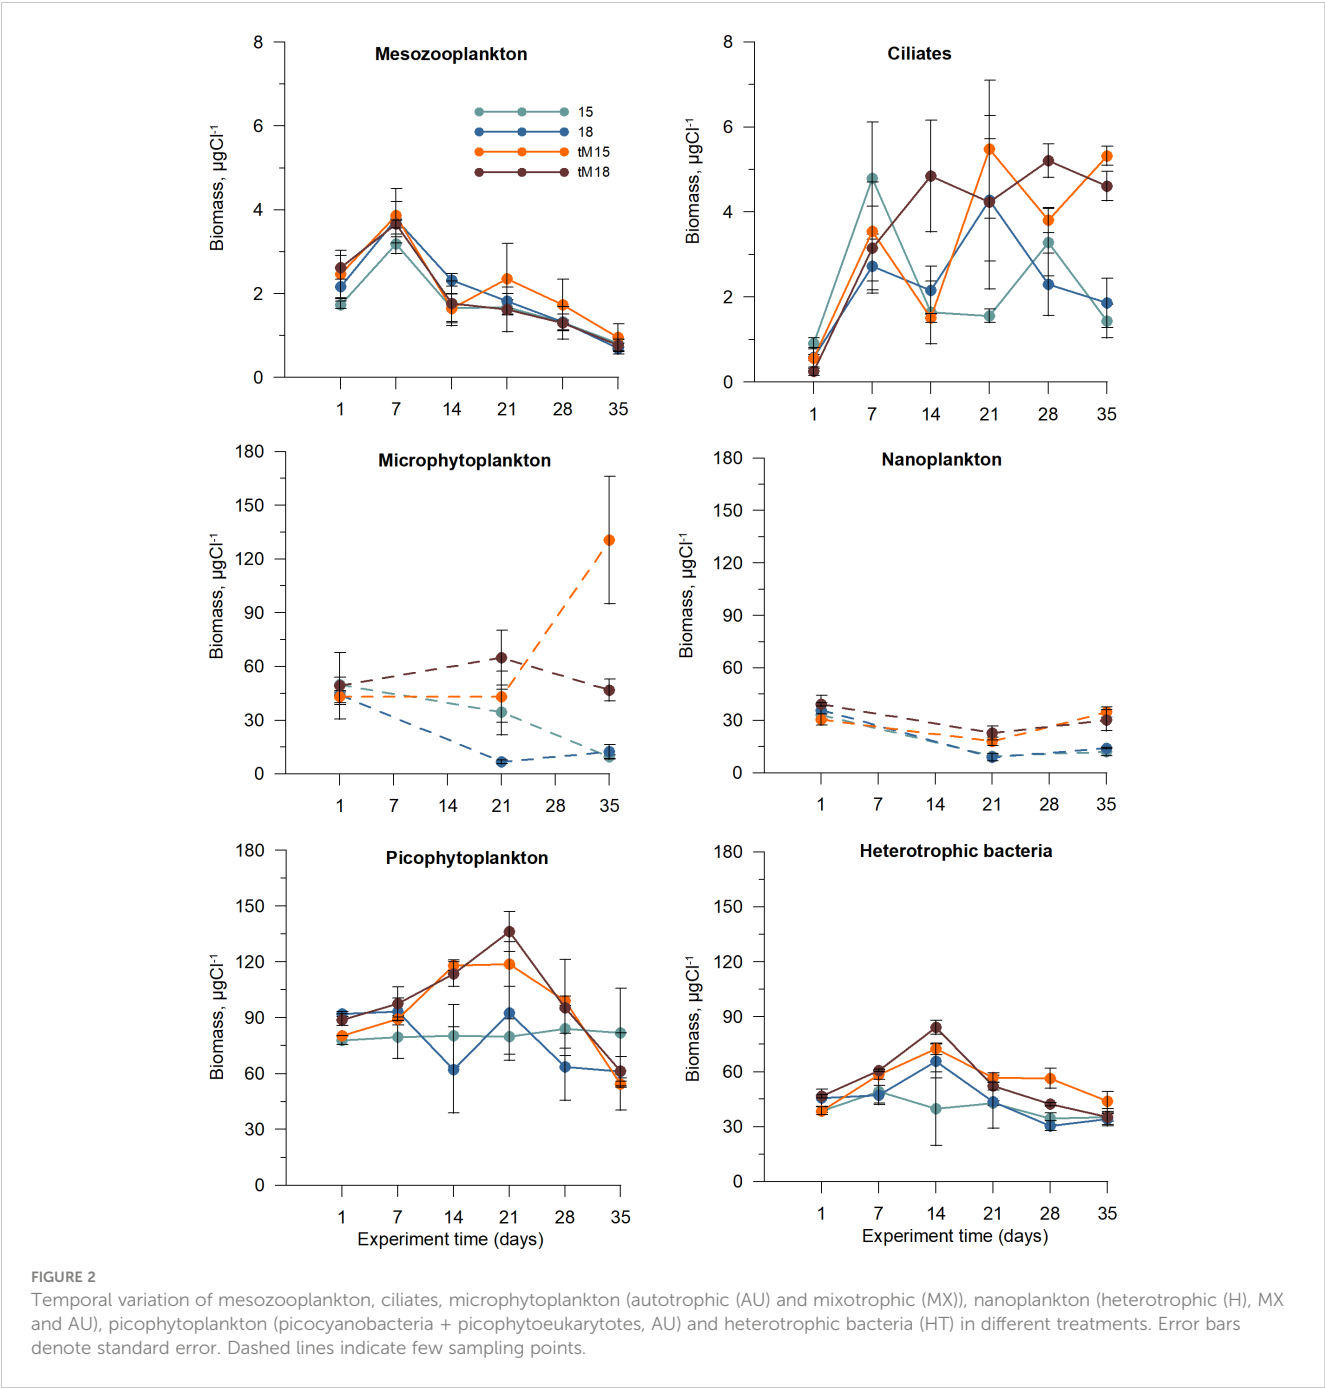 Mesozooplankton
Biomass, µgCl-1
8
6
4
2
0
1 7 14 21 28 35
15
18
tM15
tM18
Ciliates
Biomass, µgCl-1
8
6
4
2
0
1 7 14 21 28 35
Microphytoplankton
Biomass, µgCl-1
180
150
120
90
60
30
0
1 7 14 21 28 35
Nanoplankton
Biomass, µgCl-1
180
150
120
90
60
30
0
1 7 14 21 28 35
Picophytoplankton
Biomass, µgCl-1
180
150
120
90
60
30
0
1 7 14 21 28 35
Experiment time (days)
Heterotrophic bacteria
Biomass, µgCl-1
180
150
120
90
60
30
0
1 7 14 21 28 35
Experiment time (days)
FIGURE 2
Temporal variation of mesozooplankton, ciliates, microphytoplankton (autotrophic (AU) and mixotrophic (MX)), nanoplankton (heterotrophic (H), MX
and AU), picophytoplankton (picocyanobacteria + picophytoeukarytotes, AU) and heterotrophic bacteria (HT) in different treatments. Error bars
denote standard error. Dashed lines indicate few sampling points.